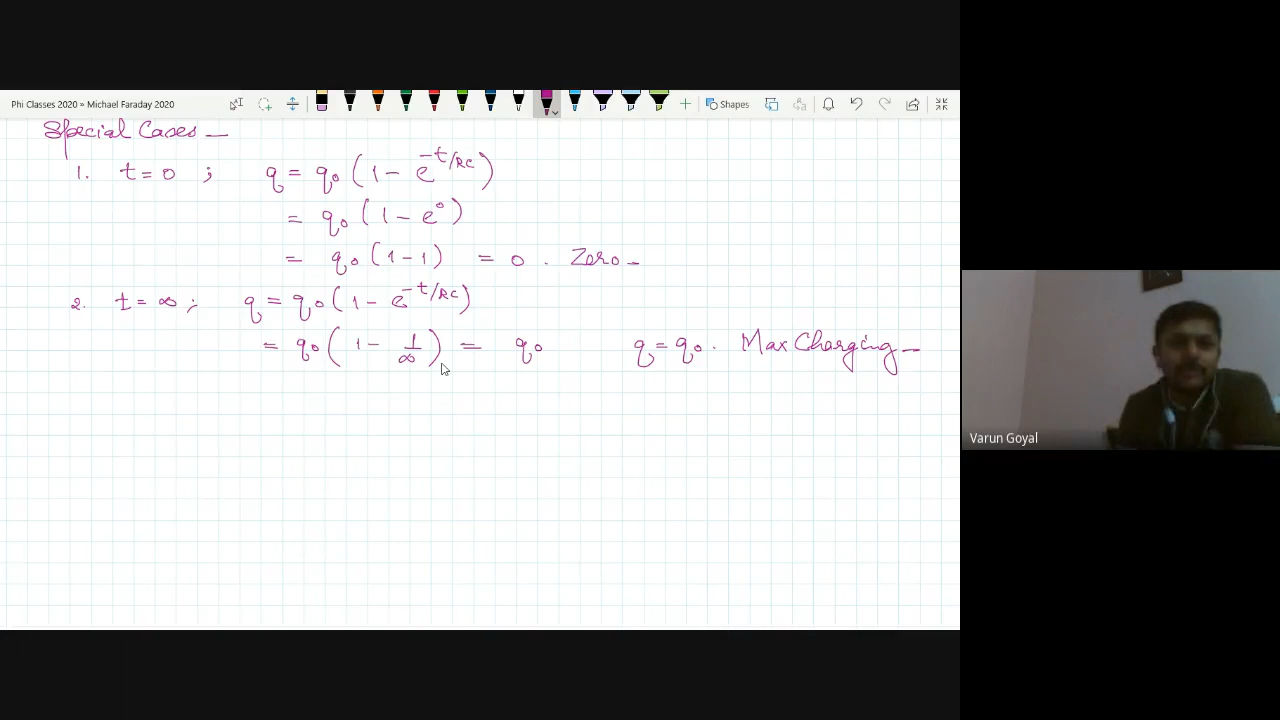 Phi Classes 2020 » Michael Faraday 2020
Shapes
Special Cases —
1. t = 0 ; q = q₀ (1 - e^(-t/RC))
= q₀ (1 - e⁰)
= q₀ (1 - 1) = 0 . Zero -
2. t = ∞ ; q = q₀ (1 - e^(-t/RC))
= q₀ (1 - 1/∞) = q₀ q = q₀ . Max Charging —
Varun Goyal